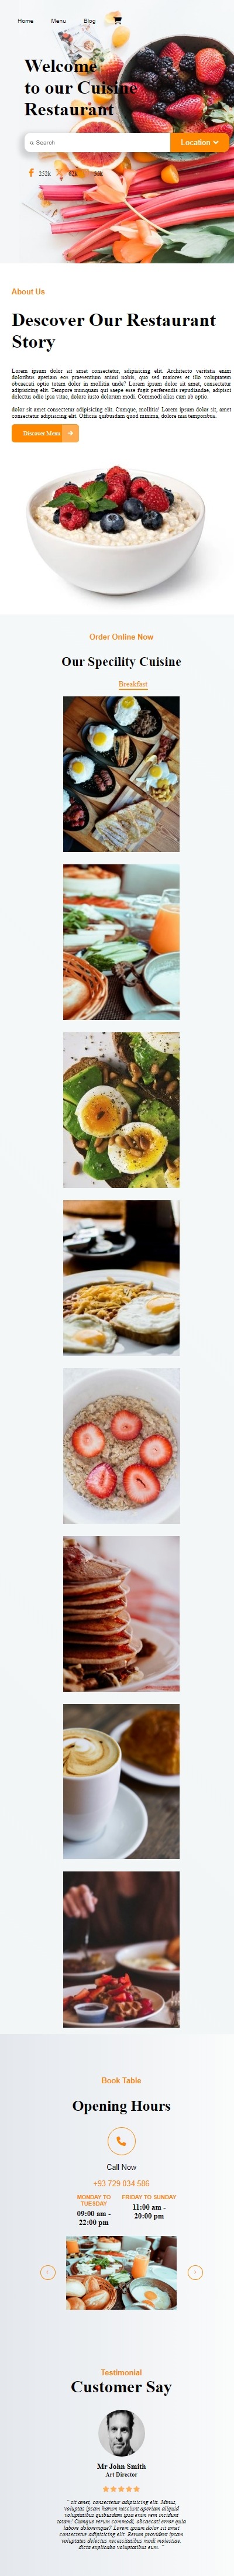 Home Menu Blog
Welcome
to our Cuisine
Restaurant
Search Location
252k 52k 58k
About Us
Descover Our Restaurant
Story
Lorem ipsum dolor sit amet consectetur, adipisicing elit. Architecto veritatis enim
doloribus aperiam eos praesentium animi nobis, quo sed maiores et illo voluptatem
obcaecati optio totam dolor in mollitia unde? Lorem ipsum dolor sit amet, consectetur
adipisicing elit. Tempore numquam qui saepe esse fugit perferendis repudiandae, adipisci
delectus odio ipsa vitae, dolore iusto dolorum modi. Commodi alias cum ab optio.
dolor sit amet consectetur adipisicing elit. Cumque, mollitia! Lorem ipsum dolor sit, amet
consectetur adipisicing elit. Officiis quibusdam quod minima, dolore nisi temporibus.
Discover Menu
Order Online Now
Our Specility Cuisine
Breakfast
Book Table
Opening Hours
Call Now
+93 729 034 586
MONDAY TO FRIDAY TO SUNDAY
TUESDAY
09:00 am - 11:00 am -
22:00 pm 20:00 pm
Testimonial
Customer Say
Mr John Smith
Art Director
" sit amet, consectetur adipisicing elit. Minus,
voluptas ipsam harum nesciunt aperiam aliquid
voluptatibus quibusdam ipsa enim rem incidunt
totam! Cumque rerum commodi, obcaecati error quia
labore doloremque? Lorem ipsum dolor sit amet
consectetur adipisicing elit. Rerum provident ipsam
voluptates delectus necessitatibus modi molestiae,
dicta explicabo voluptatibus eum. "